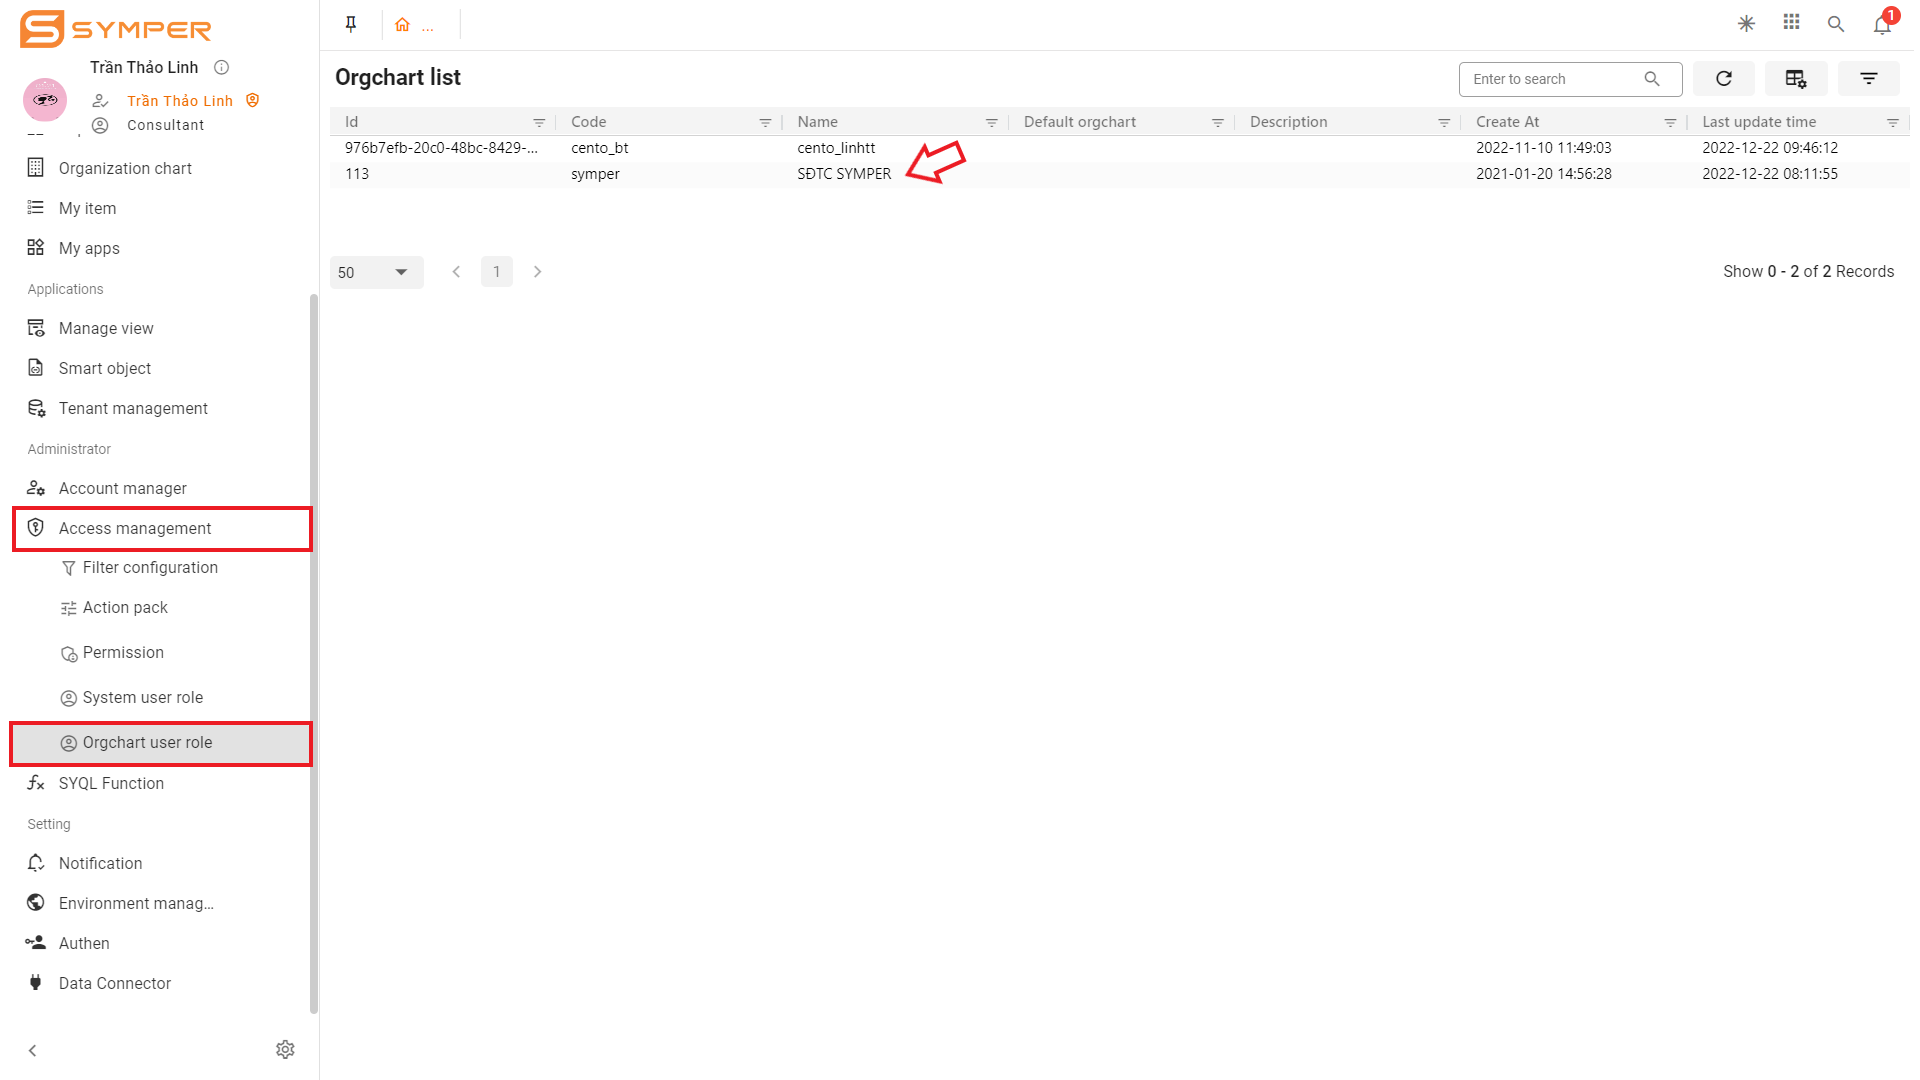 SYMPER
Trần Thảo Linh
Trần Thảo Linh
Consultant
Organization chart
My item
My apps
Applications
Manage view
Smart object
Tenant management
Administrator
Account manager
Access management
Filter configuration
Action pack
Permission
System user role
Orgchart user role
SYQL Function
Setting
Notification
Environment manag...
Authen
Data Connector
...
1
Orgchart list
Enter to search
Id Code Name Default orgchart Description Create At Last update time
976b7efb-20c0-48bc-8429-... cento_bt cento_linhtt 2022-11-10 11:49:03 2022-12-22 09:46:12
113 symper SĐTC SYMPER 2021-01-20 14:56:28 2022-12-22 08:11:55
50 1 Show 0 - 2 of 2 Records